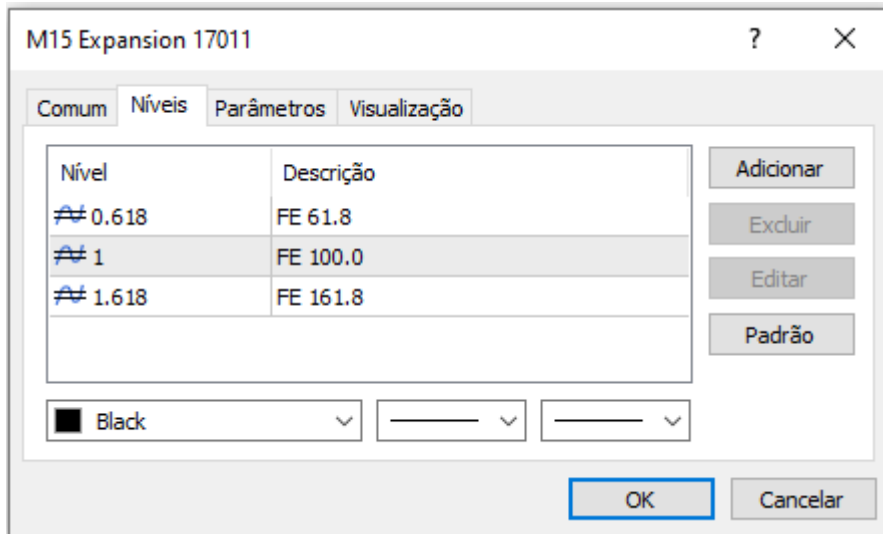 M15 Expansion 17011 ?
Comum Níveis Parâmetros Visualização
Nível Descrição
0.618 FE 61.8
1 FE 100.0
1.618 FE 161.8
Adicionar
Excluir
Editar
Padrão
Black
OK Cancelar